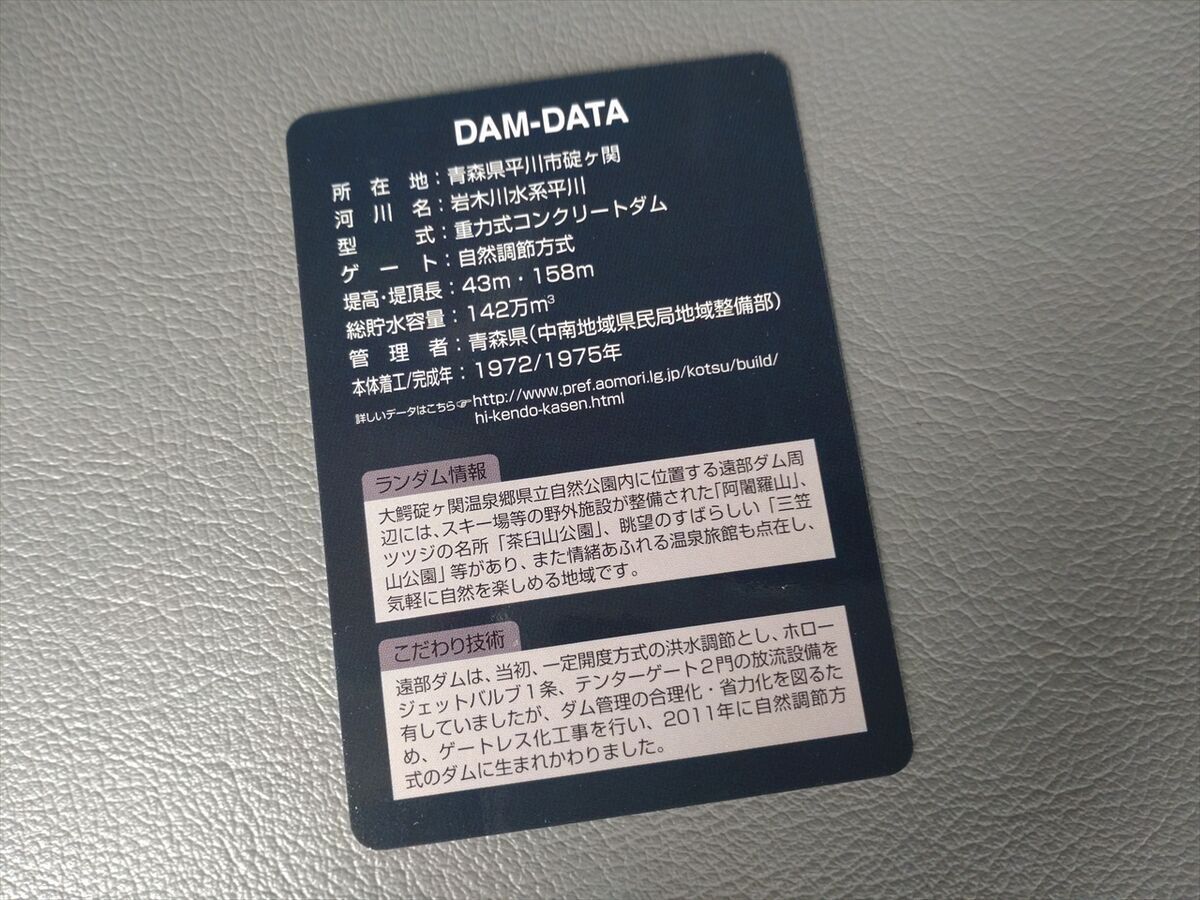 DAM-DATA
所在地：青森県平川市碇ヶ関
河川名：岩木川水系平川
型式：重力式コンクリートダム
ゲート：自然調節方式
堤高・堤頂長：43m・158m
総貯水容量：142万m³
管理者：青森県(中南地域県民局地域整備部)
本体着工/完成年：1972/1975年
詳しいデータはこちら☞http://www.pref.aomori.lg.jp/kotsu/build/
hi-kendo-kasen.html
ランダム情報
大鰐碇ヶ関温泉郷県立自然公園内に位置する遠部ダム周
辺には、スキー場等の野外施設が整備された「阿闍羅山」、
ツツジの名所「茶臼山公園」、眺望のすばらしい「三笠
山公園」等があり、また情緒あふれる温泉旅館も点在し、
気軽に自然を楽しめる地域です。
こだわり技術
遠部ダムは、当初、一定開度方式の洪水調節とし、ホロー
ジェットバルブ1条、テンターゲート2門の放流設備を
有していましたが、ダム管理の合理化・省力化を図るた
め、ゲートレス化工事を行い、2011年に自然調節方
式のダムに生まれかわりました。